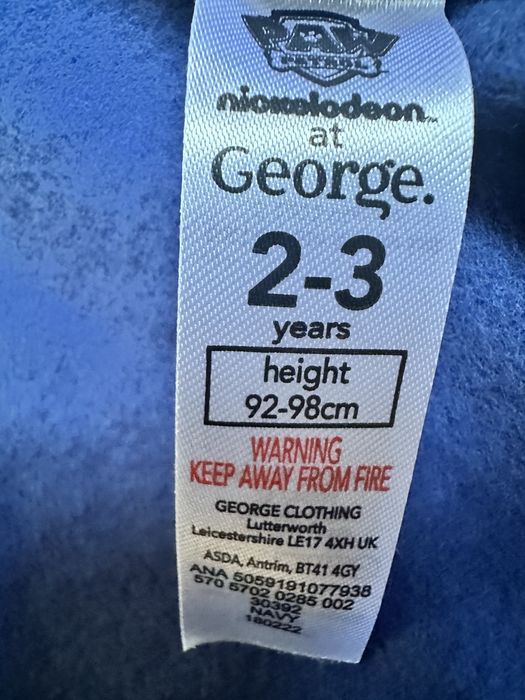 PAW
PATROL
nickelodeon™
at
George.
2-3
years
height
92-98cm
WARNING
KEEP AWAY FROM FIRE
GEORGE CLOTHING
Lutterworth
Leicestershire LE17 4XH UK
ASDA, Antrim, BT41 4GY
ANA 5059191077938
570 5702 0285 002
30392
NAVY
180222